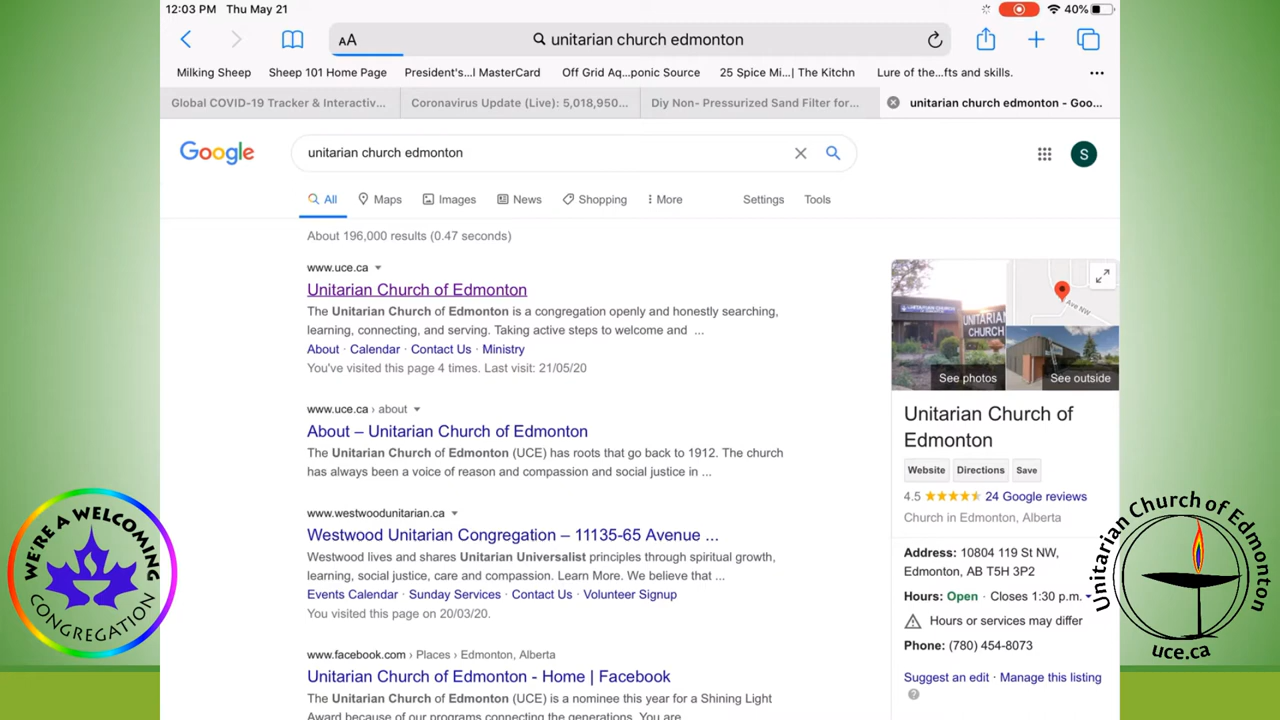 12:03 PM Thu May 21
40%
AA
unitarian church edmonton
Milking Sheep
Sheep 101 Home Page
President's...l MasterCard
Off Grid Aq...ponic Source
25 Spice Mi...| The Kitchn
Lure of the...fts and skills.
Global COVID-19 Tracker & Interactiv...
Coronavirus Update (Live): 5,018,950...
Diy Non- Pressurized Sand Filter for...
unitarian church edmonton - Goo...
Google
unitarian church edmonton
S
All
Maps
Images
News
Shopping
More
Settings
Tools
About 196,000 results (0.47 seconds)
www.uce.ca
Unitarian Church of Edmonton
The Unitarian Church of Edmonton is a congregation openly and honestly searching,
learning, connecting, and serving. Taking active steps to welcome and ...
About · Calendar · Contact Us · Ministry
You've visited this page 4 times. Last visit: 21/05/20
www.uce.ca › about
About – Unitarian Church of Edmonton
The Unitarian Church of Edmonton (UCE) has roots that go back to 1912. The church
has always been a voice of reason and compassion and social justice in ...
www.westwoodunitarian.ca
Westwood Unitarian Congregation – 11135-65 Avenue ...
Westwood lives and shares Unitarian Universalist principles through spiritual growth,
learning, social justice, care and compassion. Learn More. We believe that ...
Events Calendar · Sunday Services · Contact Us · Volunteer Signup
You visited this page on 20/03/20.
www.facebook.com › Places › Edmonton, Alberta
Unitarian Church of Edmonton - Home | Facebook
The Unitarian Church of Edmonton (UCE) is a nominee this year for a Shining Light
Award because of our programs connecting the generations. You are
UNITARIAN
CHURCH
Ave NW
See photos
See outside
Unitarian Church of
Edmonton
Website
Directions
Save
4.5
24 Google reviews
Church in Edmonton, Alberta
Address: 10804 119 St NW,
Edmonton, AB T5H 3P2
Hours: Open · Closes 1:30 p.m.
Hours or services may differ
Phone: (780) 454-8073
Suggest an edit · Manage this listing
WE'RE A WELCOMING
CONGREGATION
Unitarian Church of Edmonton
uce.ca